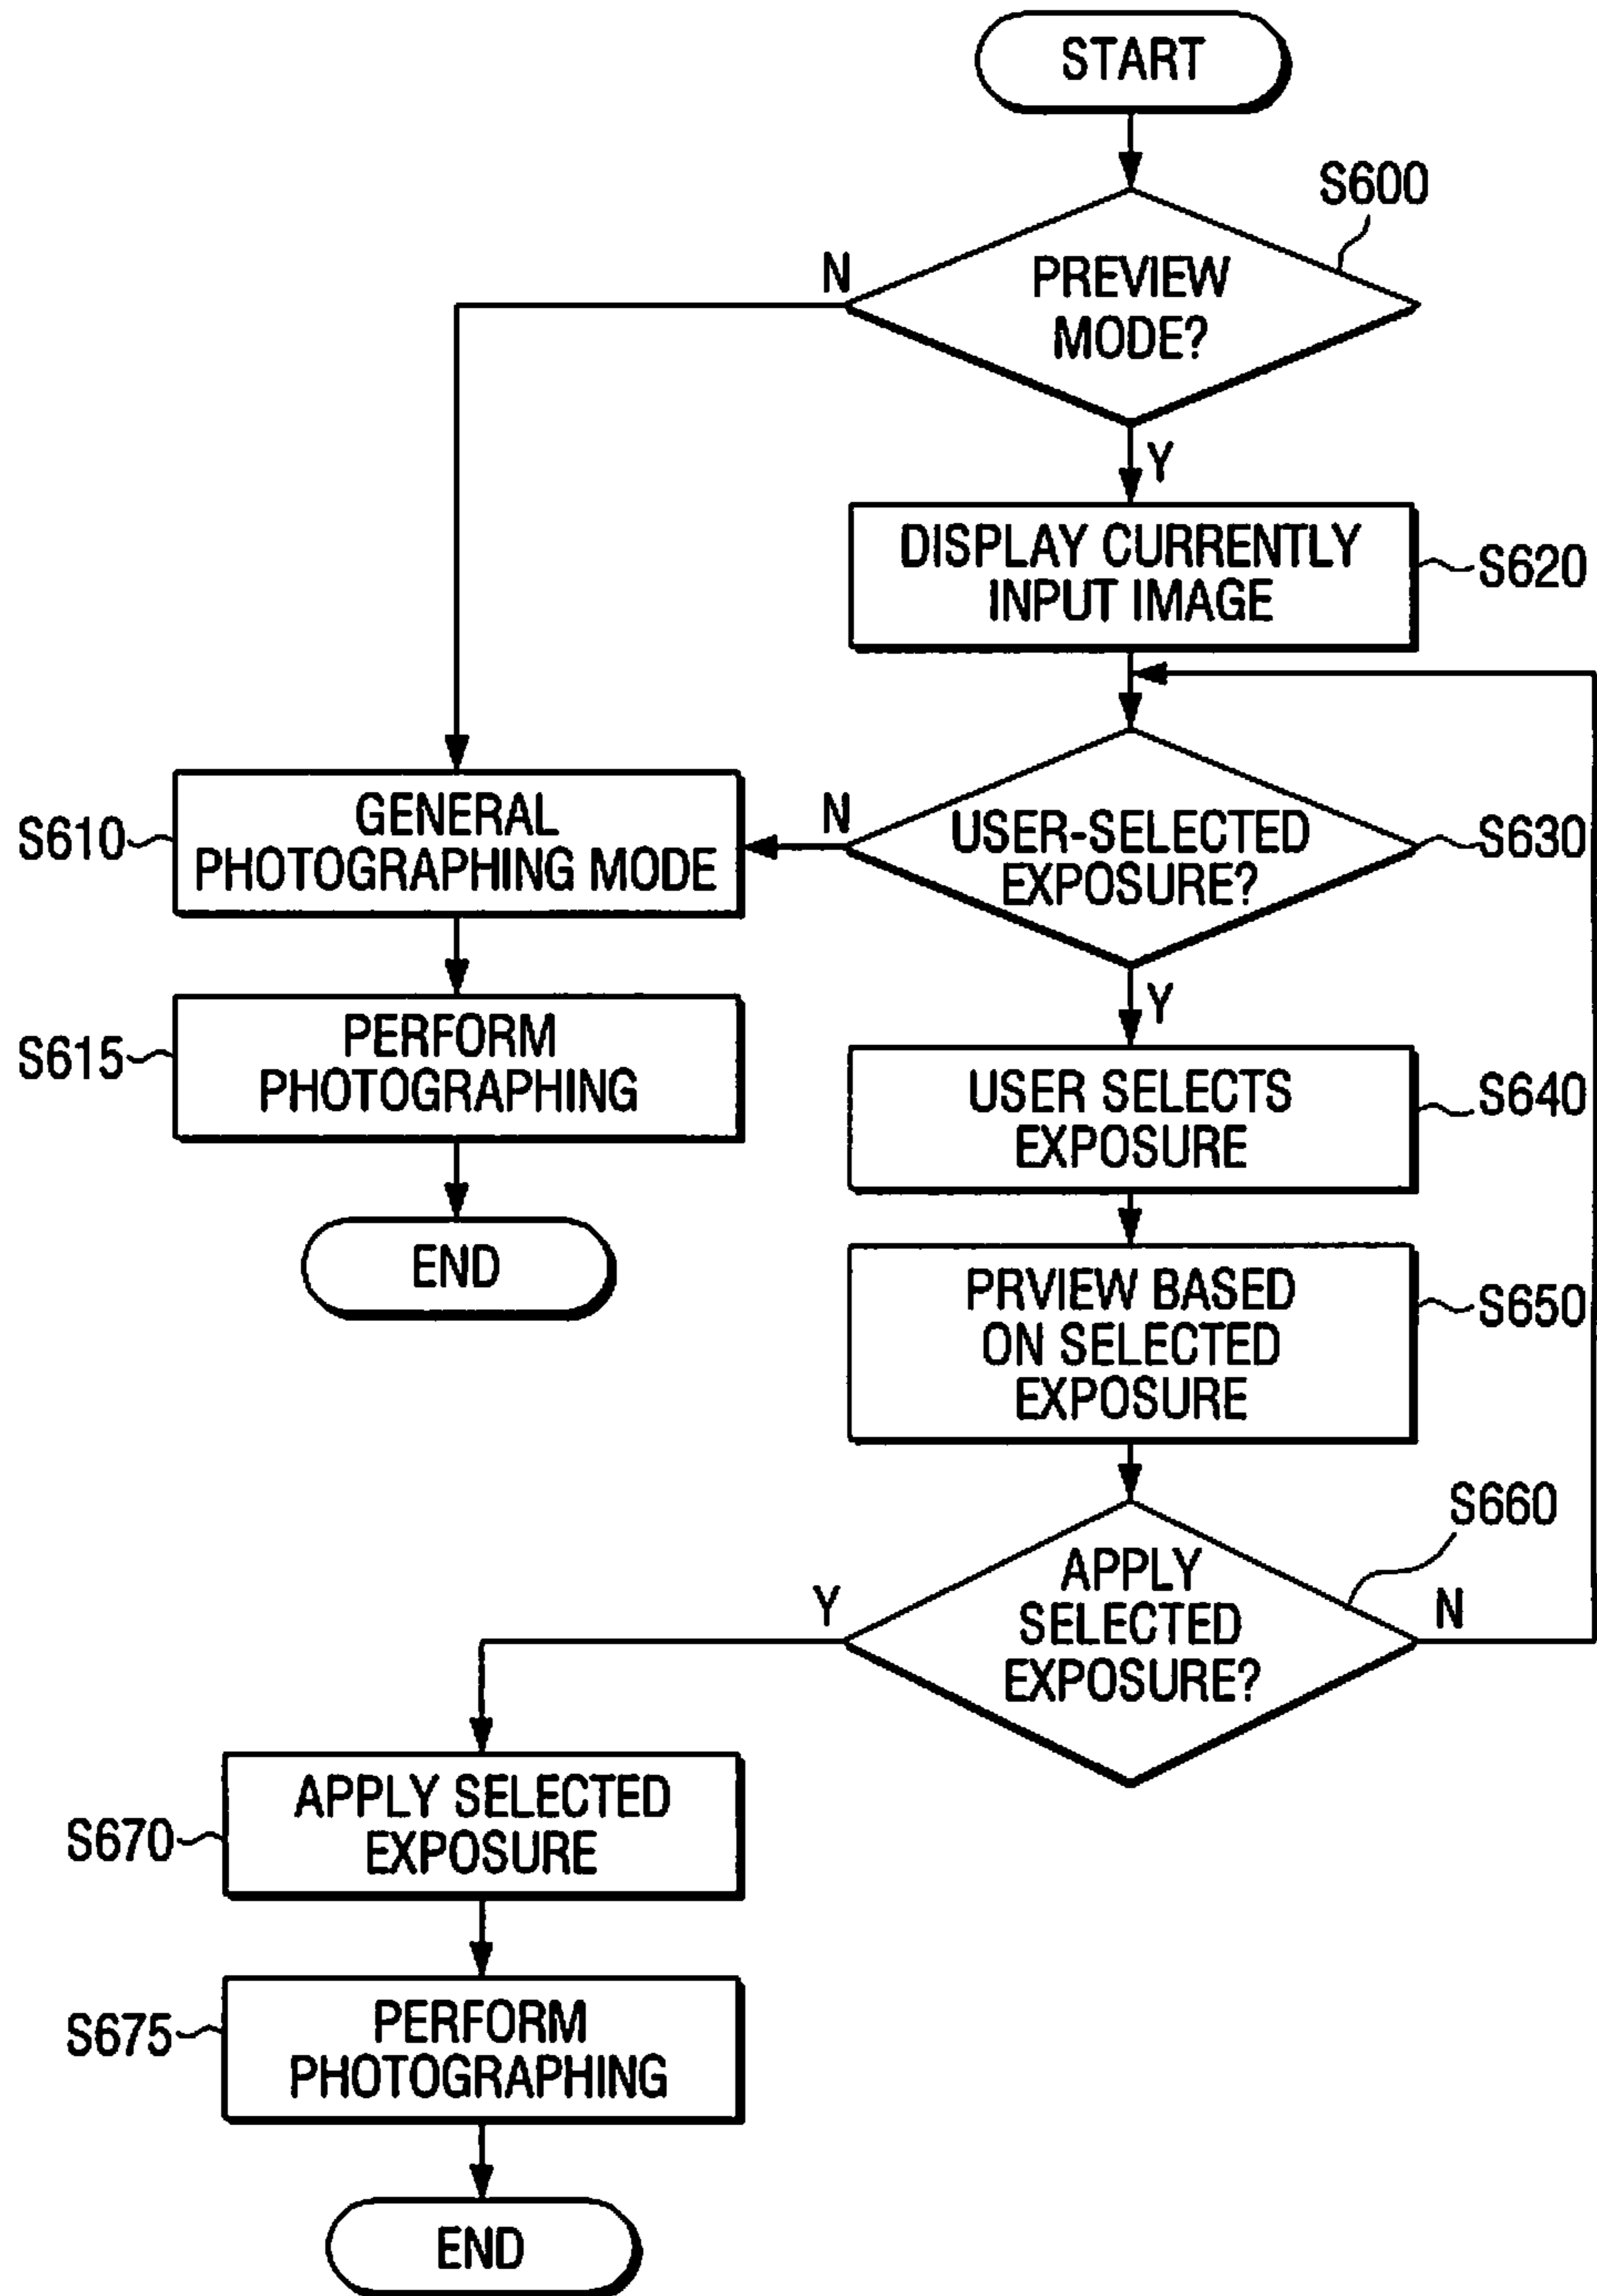 START
S600
N
PREVIEW
MODE?
Y
DISPLAY CURRENTLY
INPUT IMAGE
S620
S610
GENERAL
PHOTOGRAPHING MODE
N
USER-SELECTED
EXPOSURE?
S630
Y
S615
PERFORM
PHOTOGRAPHING
USER SELECTS
EXPOSURE
S640
END
PRVIEW BASED
ON SELECTED
EXPOSURE
S650
S660
Y
APPLY
SELECTED
EXPOSURE?
N
S670
APPLY SELECTED
EXPOSURE
S675
PERFORM
PHOTOGRAPHING
END